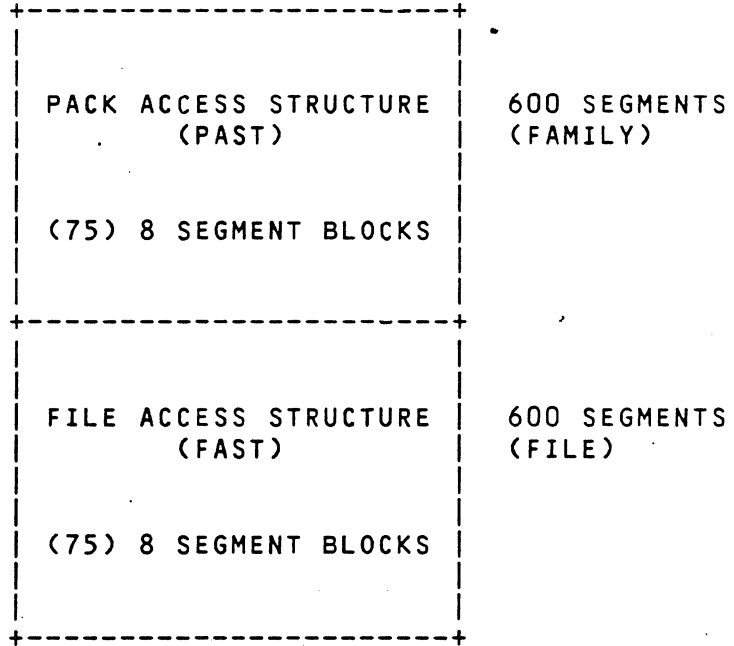 PACK ACCESS STRUCTURE 600 SEGMENTS
(PAST) (FAMILY)
(75) 8 SEGMENT BLOCKS
FILE ACCESS STRUCTURE 600 SEGMENTS
(FAST) (FILE)
(75) 8 SEGMENT BLOCKS